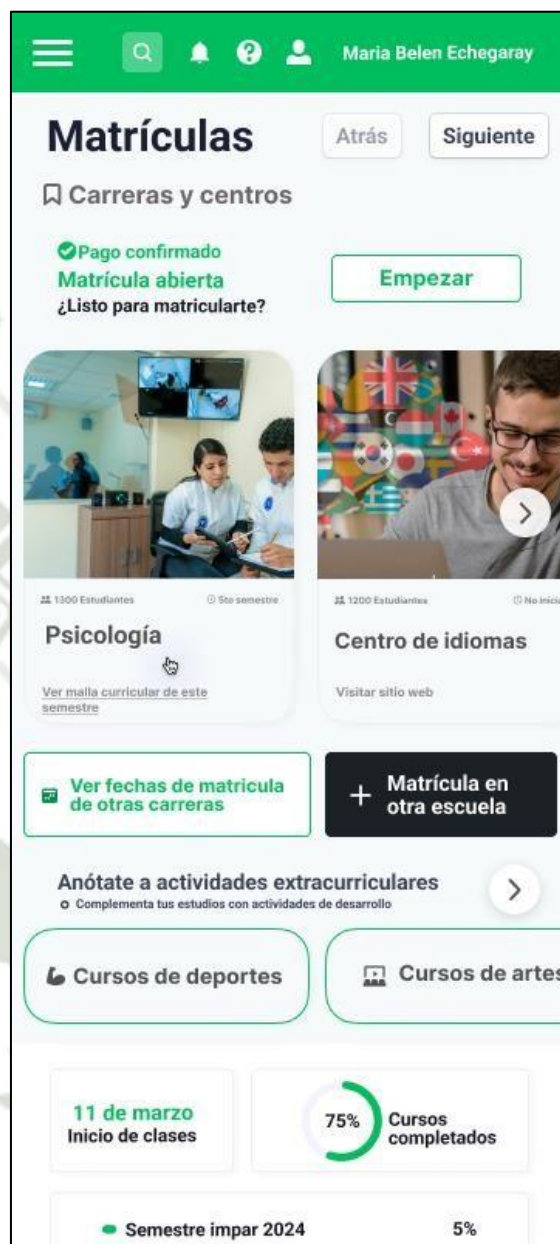 Maria Belen Echegaray
Matrículas
Atrás
Siguiente
Carreras y centros
Pago confirmado
Matrícula abierta
¿Listo para matricularte?
Empezar
1300 Estudiantes
5to semestre
Psicología
Ver malla curricular de este
semestre
1200 Estudiantes
No inicia
Centro de idiomas
Visitar sitio web
Ver fechas de matricula
de otras carreras
+ Matrícula en
otra escuela
Anótate a actividades extracurriculares
Complementa tus estudios con actividades de desarrollo
Cursos de deportes
Cursos de artes
11 de marzo
Inicio de clases
75%
Cursos
completados
Semestre impar 2024
5%